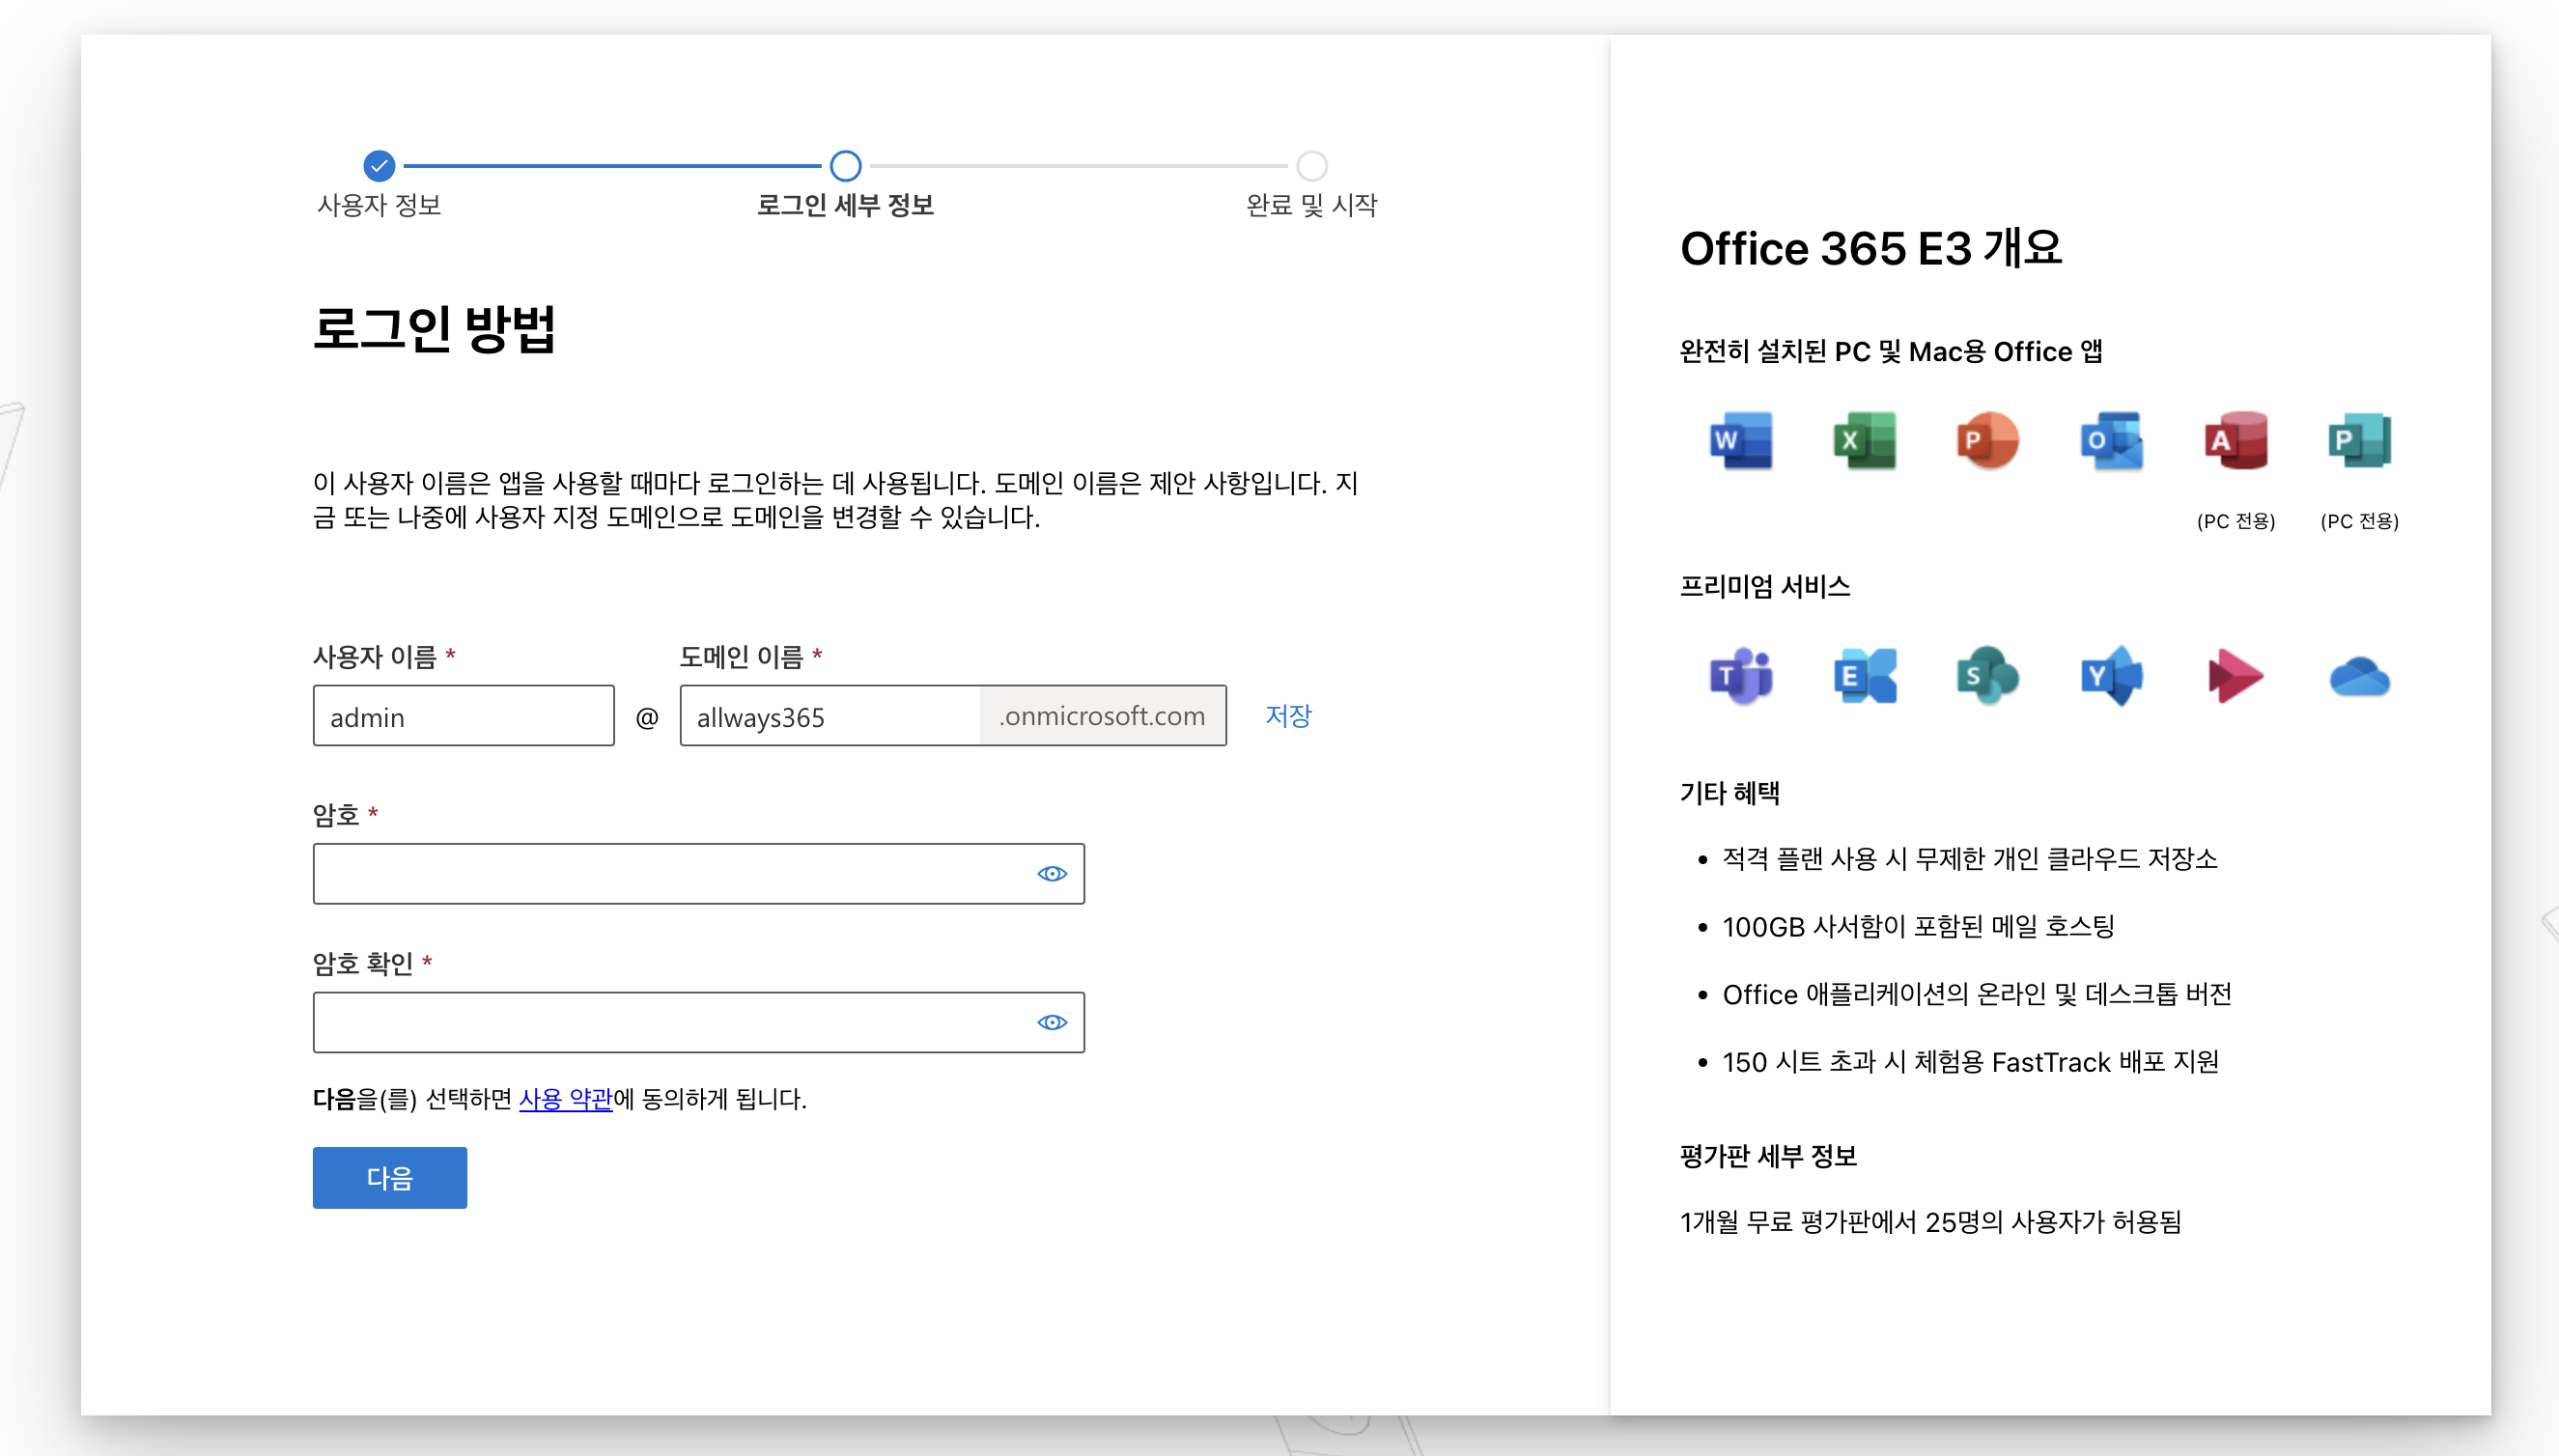 사용자 정보
로그인 세부 정보
완료 및 시작
로그인 방법
이 사용자 이름은 앱을 사용할 때마다 로그인하는 데 사용됩니다. 도메인 이름은 제안 사항입니다. 지
금 또는 나중에 사용자 지정 도메인으로 도메인을 변경할 수 있습니다.
사용자 이름 *
도메인 이름 *
admin
@
allways365
.onmicrosoft.com
저장
암호 *
암호 확인 *
다음을(를) 선택하면 사용 약관에 동의하게 됩니다.
다음
Office 365 E3 개요
완전히 설치된 PC 및 Mac용 Office 앱
W X P O A P
(PC 전용) (PC 전용)
프리미엄 서비스
T E S Y
기타 혜택
• 적격 플랜 사용 시 무제한 개인 클라우드 저장소
• 100GB 사서함이 포함된 메일 호스팅
• Office 애플리케이션의 온라인 및 데스크톱 버전
• 150 시트 초과 시 체험용 FastTrack 배포 지원
평가판 세부 정보
1개월 무료 평가판에서 25명의 사용자가 허용됨